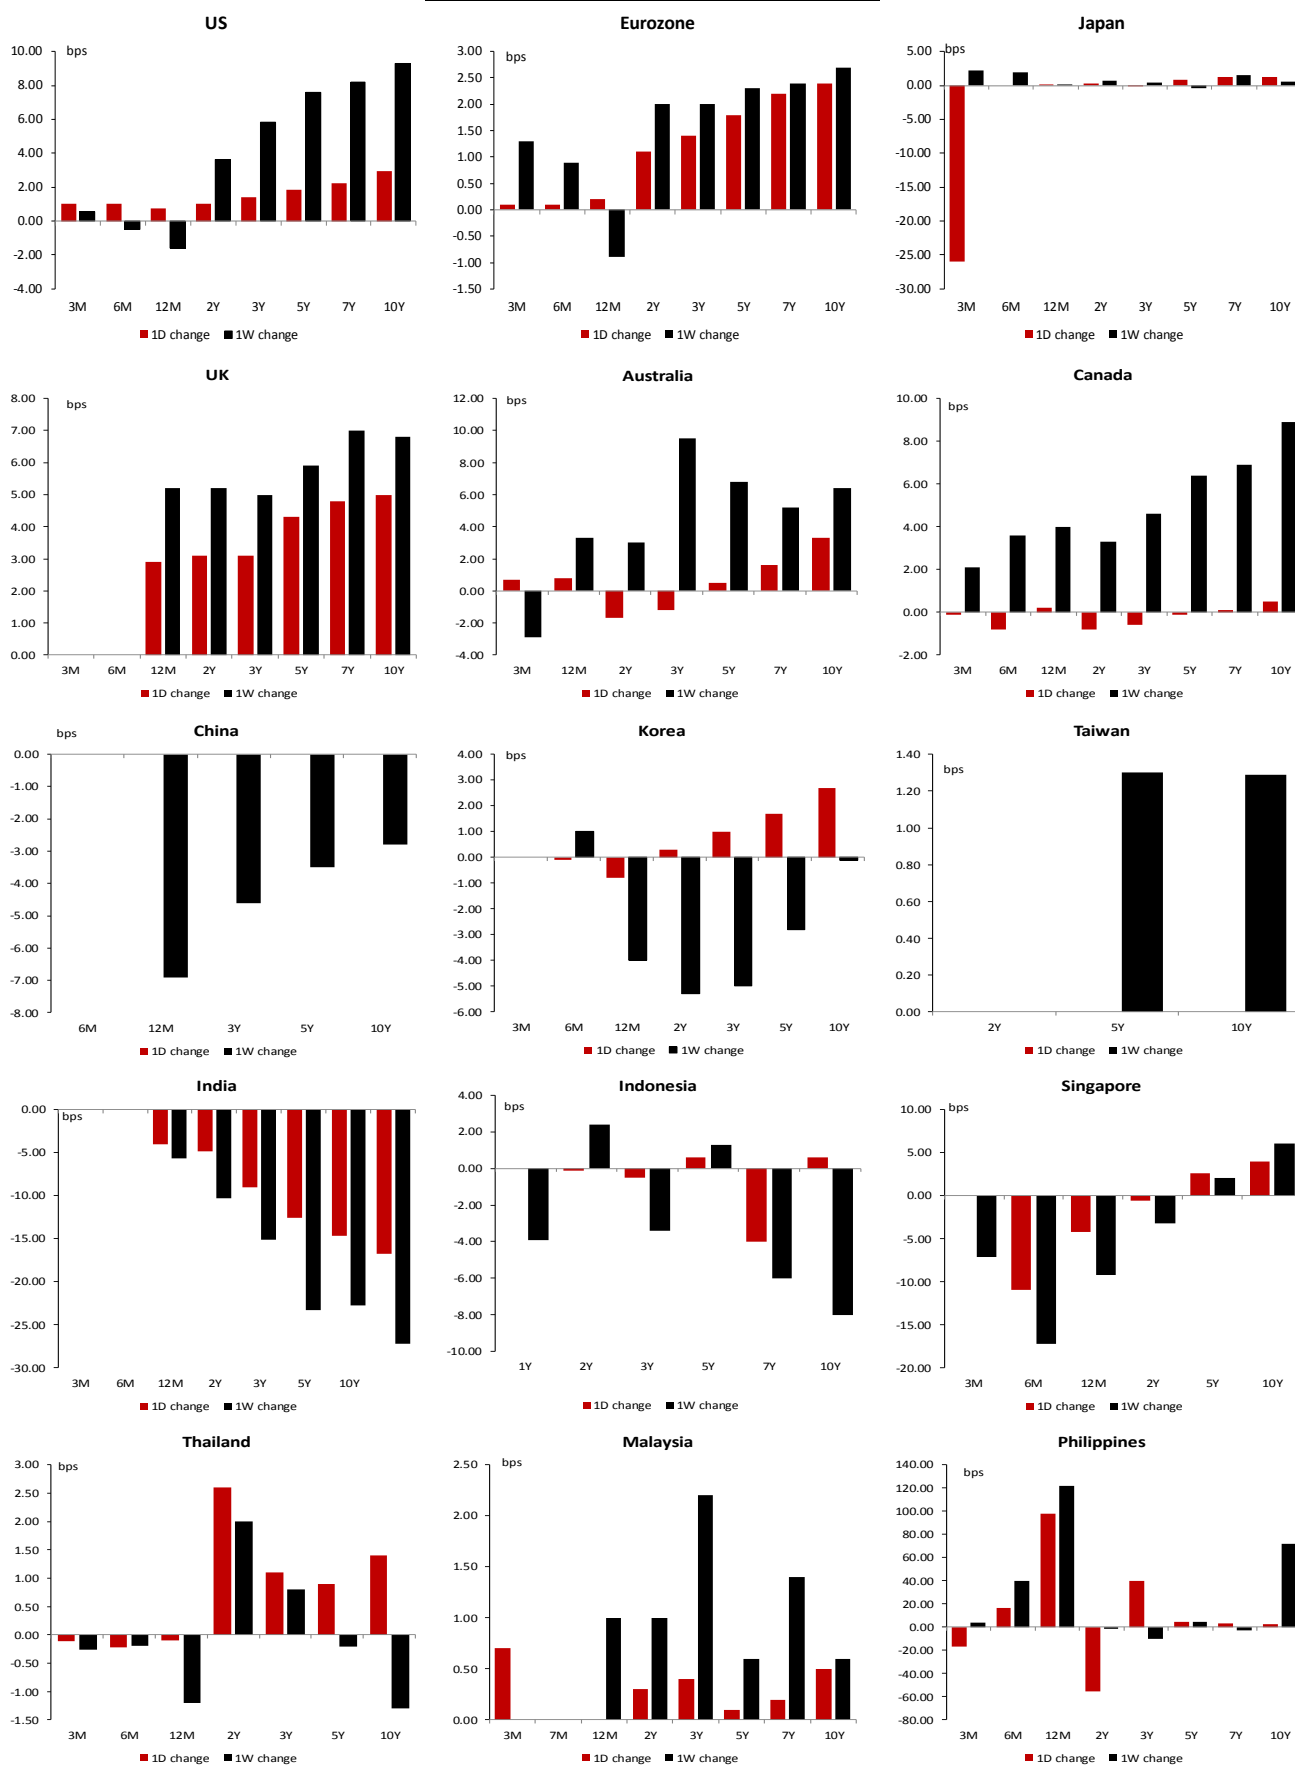 US
bps
10.00
8.00
6.00
4.00
2.00
0.00
-2.00
-4.00
3M 6M 12M 2Y 3Y 5Y 7Y 10Y
1D change 1W change
Eurozone
bps
3.00
2.50
2.00
1.50
1.00
0.50
0.00
-0.50
-1.00
-1.50
3M 6M 12M 2Y 3Y 5Y 7Y 10Y
1D change 1W change
Japan
bps
5.00
0.00
-5.00
-10.00
-15.00
-20.00
-25.00
-30.00
3M 6M 12M 2Y 3Y 5Y 7Y 10Y
1D change 1W change
UK
bps
8.00
7.00
6.00
5.00
4.00
3.00
2.00
1.00
0.00
3M 6M 12M 2Y 3Y 5Y 7Y 10Y
1D change 1W change
Australia
bps
12.00
10.00
8.00
6.00
4.00
2.00
0.00
-2.00
-4.00
3M 12M 2Y 3Y 5Y 7Y 10Y
1D change 1W change
Canada
bps
10.00
8.00
6.00
4.00
2.00
0.00
-2.00
3M 6M 12M 2Y 3Y 5Y 7Y 10Y
1D change 1W change
China
bps
0.00
-1.00
-2.00
-3.00
-4.00
-5.00
-6.00
-7.00
-8.00
6M 12M 3Y 5Y 10Y
1D change 1W change
Korea
bps
4.00
3.00
2.00
1.00
0.00
-1.00
-2.00
-3.00
-4.00
-5.00
-6.00
3M 6M 12M 2Y 3Y 5Y 10Y
1D change 1W change
Taiwan
bps
1.40
1.20
1.00
0.80
0.60
0.40
0.20
0.00
2Y 5Y 10Y
1D change 1W change
India
bps
0.00
-5.00
-10.00
-15.00
-20.00
-25.00
-30.00
3M 6M 12M 2Y 3Y 5Y 10Y
1D change 1W change
Indonesia
bps
4.00
2.00
0.00
-2.00
-4.00
-6.00
-8.00
-10.00
1Y 2Y 3Y 5Y 7Y 10Y
1D change 1W change
Singapore
bps
10.00
5.00
0.00
-5.00
-10.00
-15.00
-20.00
3M 6M 12M 2Y 5Y 10Y
1D change 1W change
Thailand
bps
3.00
2.50
2.00
1.50
1.00
0.50
0.00
-0.50
-1.00
-1.50
3M 6M 12M 2Y 3Y 5Y 10Y
1D change 1W change
Malaysia
bps
2.50
2.00
1.50
1.00
0.50
0.00
3M 7M 12M 2Y 3Y 5Y 7Y 10Y
1D change 1W change
Philippines
bps
140.00
120.00
100.00
80.00
60.00
40.00
20.00
0.00
-20.00
-40.00
-60.00
-80.00
3M 6M 12M 2Y 3Y 5Y 7Y 10Y
1D change 1W change